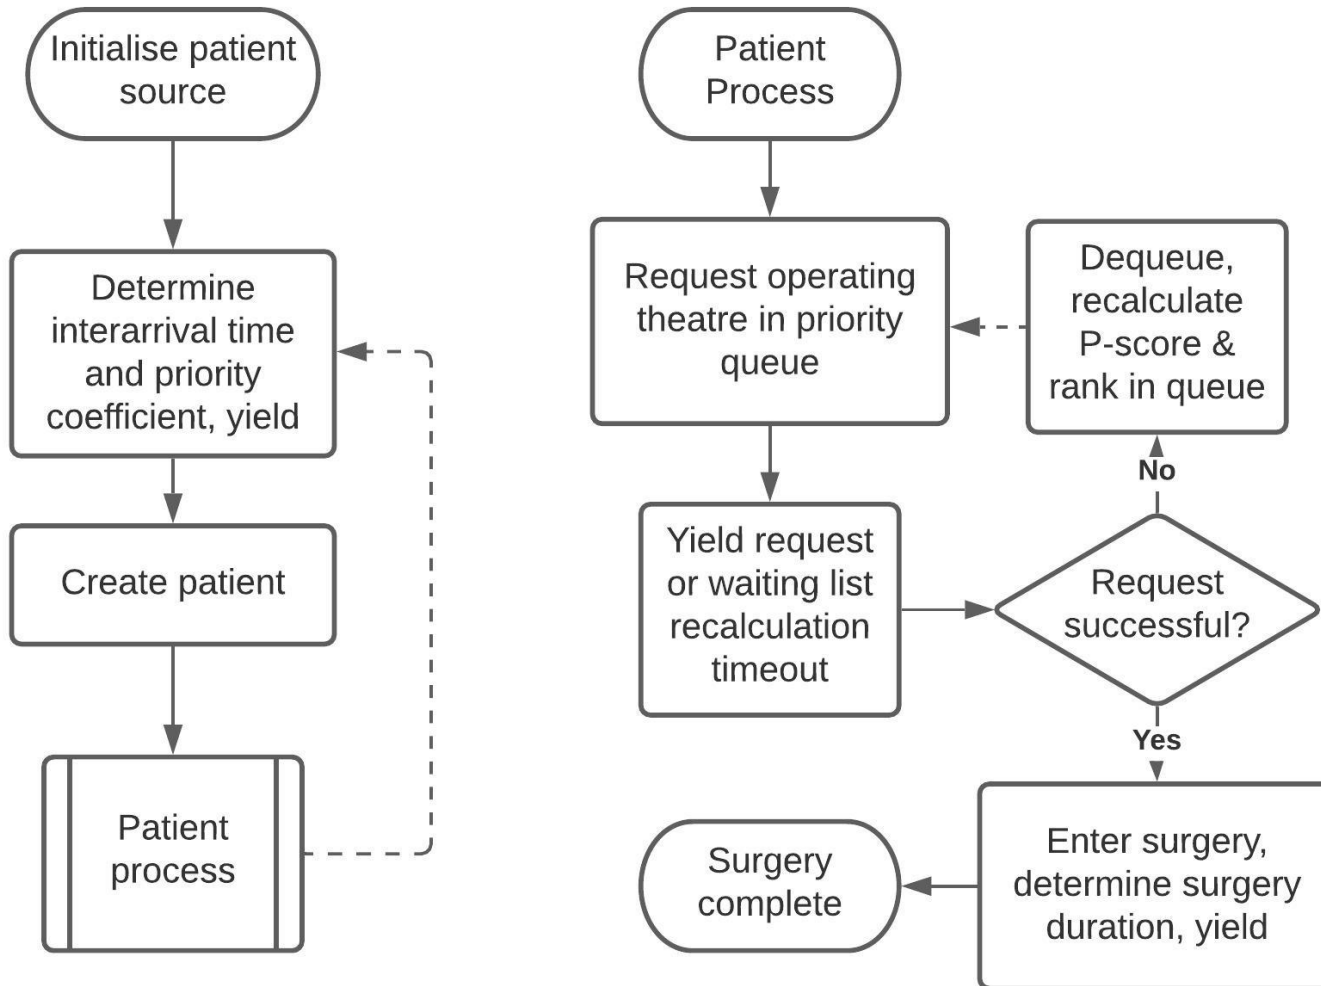 Initialise patient
source
Determine
interarrival time
and priority
coefficient, yield
Create patient
Patient
process
Patient
Process
Request operating
theatre in priority
queue
Yield request
or waiting list
recalculation
timeout
Request
successful?
No
Dequeue,
recalculate
P-score &
rank in queue
Yes
Enter surgery,
determine surgery
duration, yield
Surgery
complete